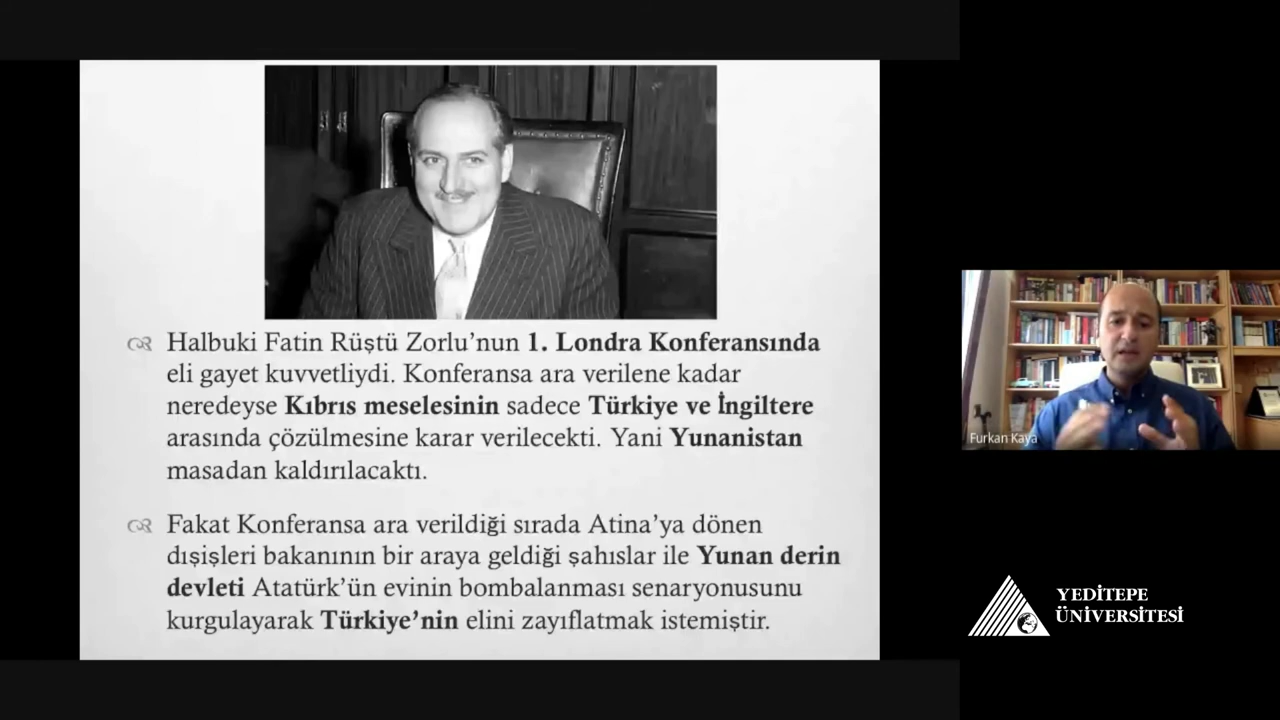 Halbuki Fatin Rüştü Zorlu’nun 1. Londra Konferansında
eli gayet kuvvetliydi. Konferansa ara verilene kadar
neredeyse Kıbrıs meselesinin sadece Türkiye ve İngiltere
arasında çözülmesine karar verilecekti. Yani Yunanistan
masadan kaldırılacaktı.
Fakat Konferansa ara verildiği sırada Atina’ya dönen
dışişleri bakanının bir araya geldiği şahıslar ile Yunan derin
devleti Atatürk’ün evinin bombalanması senaryonusunu
kurgulayarak Türkiye’nin elini zayıflatmak istemiştir.
Furkan Kaya
YEDİTEPE
ÜNİVERSİTESİ